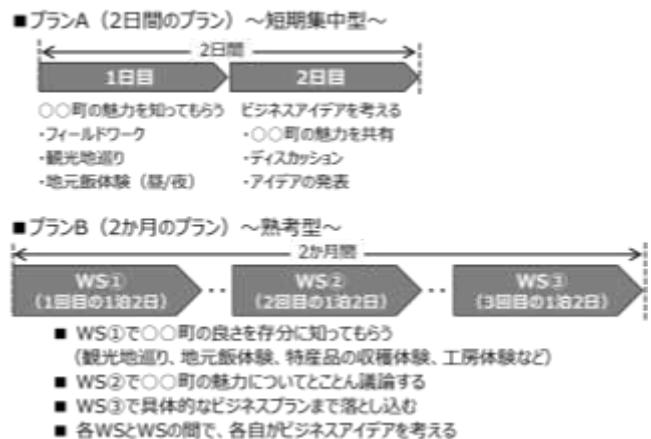 ■プランA（2日間のプラン）～短期集中型～
2日間
1日目 2日目
○○町の魅力を知ってもらう ビジネスアイデアを考える
・フィールドワーク ・○○町の魅力を共有
・観光地巡り ・ディスカッション
・地元飯体験（昼/夜） ・アイデアの発表
■プランB（2か月のプラン）～熟考型～
2か月間
WS① ・・ WS② ・・ WS③
（1回目の1泊2日） （2回目の1泊2日） （3回目の1泊2日）
■ WS①で○○町の良さを存分に知ってもらう
（観光地巡り、地元飯体験、特産品の収穫体験、工房体験など）
■ WS②で○○町の魅力についてとことん議論する
■ WS③で具体的なビジネスプランまで落とし込む
■ 各WSとWSの間で、各自がビジネスアイデアを考える